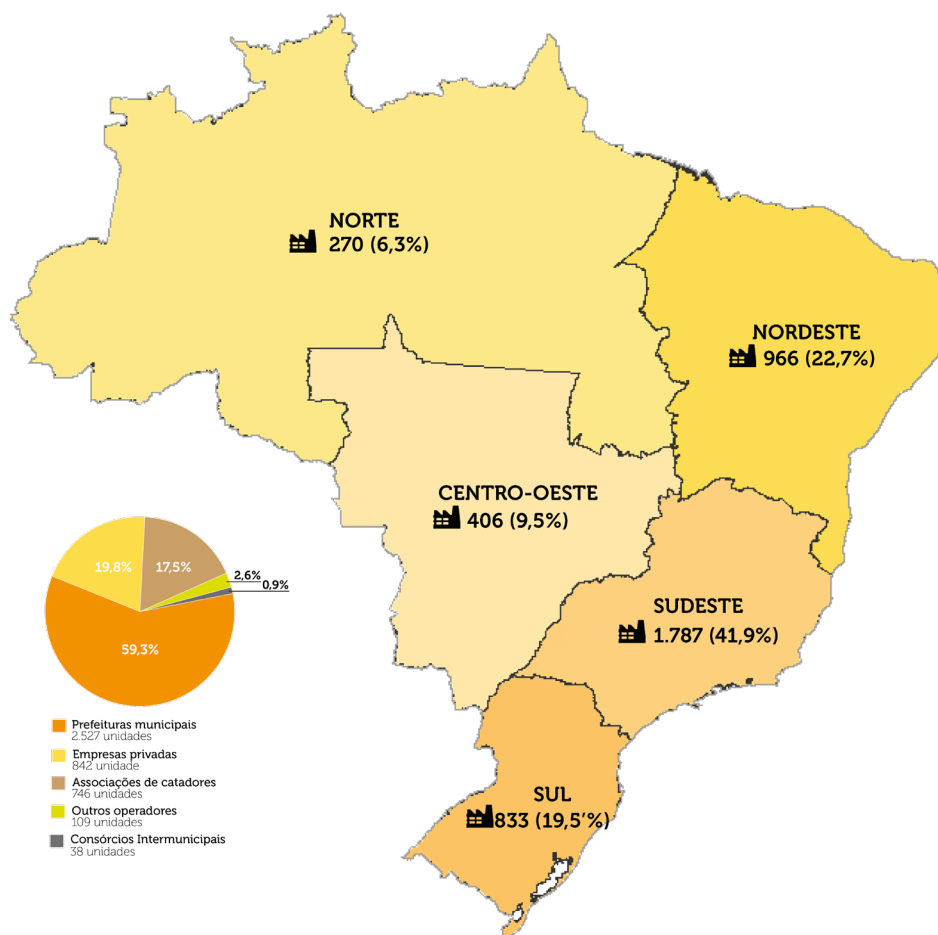 NORTE
270 (6,3%)
NORDESTE
966 (22,7%)
CENTRO-OESTE
406 (9,5%)
SUDESTE
1.787 (41,9%)
SUL
833 (19,5’%)
19,8%
17,5%
2,6%
0,9%
59,3%
Prefeituras municipais
2.527 unidades
Empresas privadas
842 unidade
Associações de catadores
746 unidades
Outros operadores
109 unidades
Consórcios Intermunicipais
38 unidades